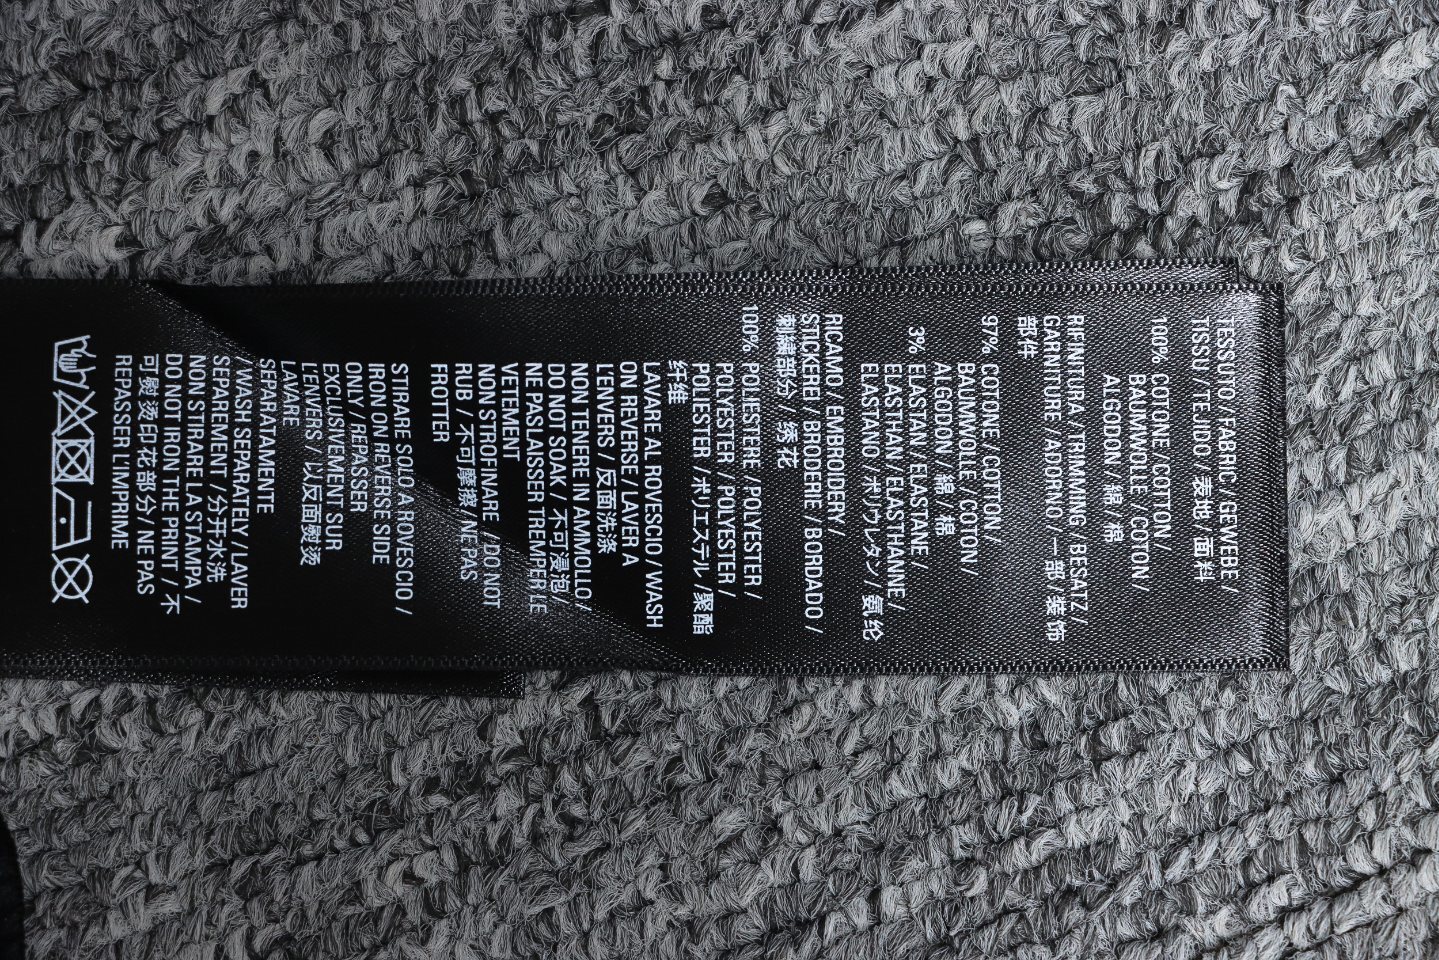 TESSUTO / FABRIC / GEWEBE /
TISSU / TEJIDO / 表地 / 面料
100% COTONE / COTTON /
BAUMWOLLE / COTON /
ALGODON / 綿 / 棉
RIFINITURA / TRIMMING / BESATZ /
GARNITURE / ADORNO / 一部 装饰
部件
97% COTONE / COTTON /
BAUMWOLLE / COTON /
ALGODON / 綿 / 棉
3% ELASTAN / ELASTANE /
ELASTHAN / ELASTHANNE /
ELASTANO / ポリウレタン / 氨纶
RICAMO / EMBROIDERY /
STICKEREI / BRODERIE / BORDADO /
刺繍部分 / 绣花
100% POLIESTERE / POLYESTER /
POLYESTER / POLYESTER /
POLIESTER / ポリエステル / 聚酯
纤维
LAVARE AL ROVESCIO / WASH
ON REVERSE / LAVER A
L'ENVERS / 反面洗涤
NON TENERE IN AMMOLLO /
DO NOT SOAK / 不可浸泡 /
NE PAS LAISSER TREMPER LE
VETEMENT
NON STROFINARE / DO NOT
RUB / 不可摩擦 / NE PAS
FROTTER
STIRARE SOLO A ROVESCIO /
IRON ON REVERSE SIDE
ONLY / REPASSER
EXCLUSIVEMENT SUR
L'ENVERS / 以反面熨烫
LAVARE
SEPARATAMENTE
/ WASH SEPARATELY / LAVER
SEPAREMENT / 分开水洗
NON STIRARE LA STAMPA /
DO NOT IRON THE PRINT / 不
可熨烫印花部分 / NE PAS
REPASSER L'IMPRIME